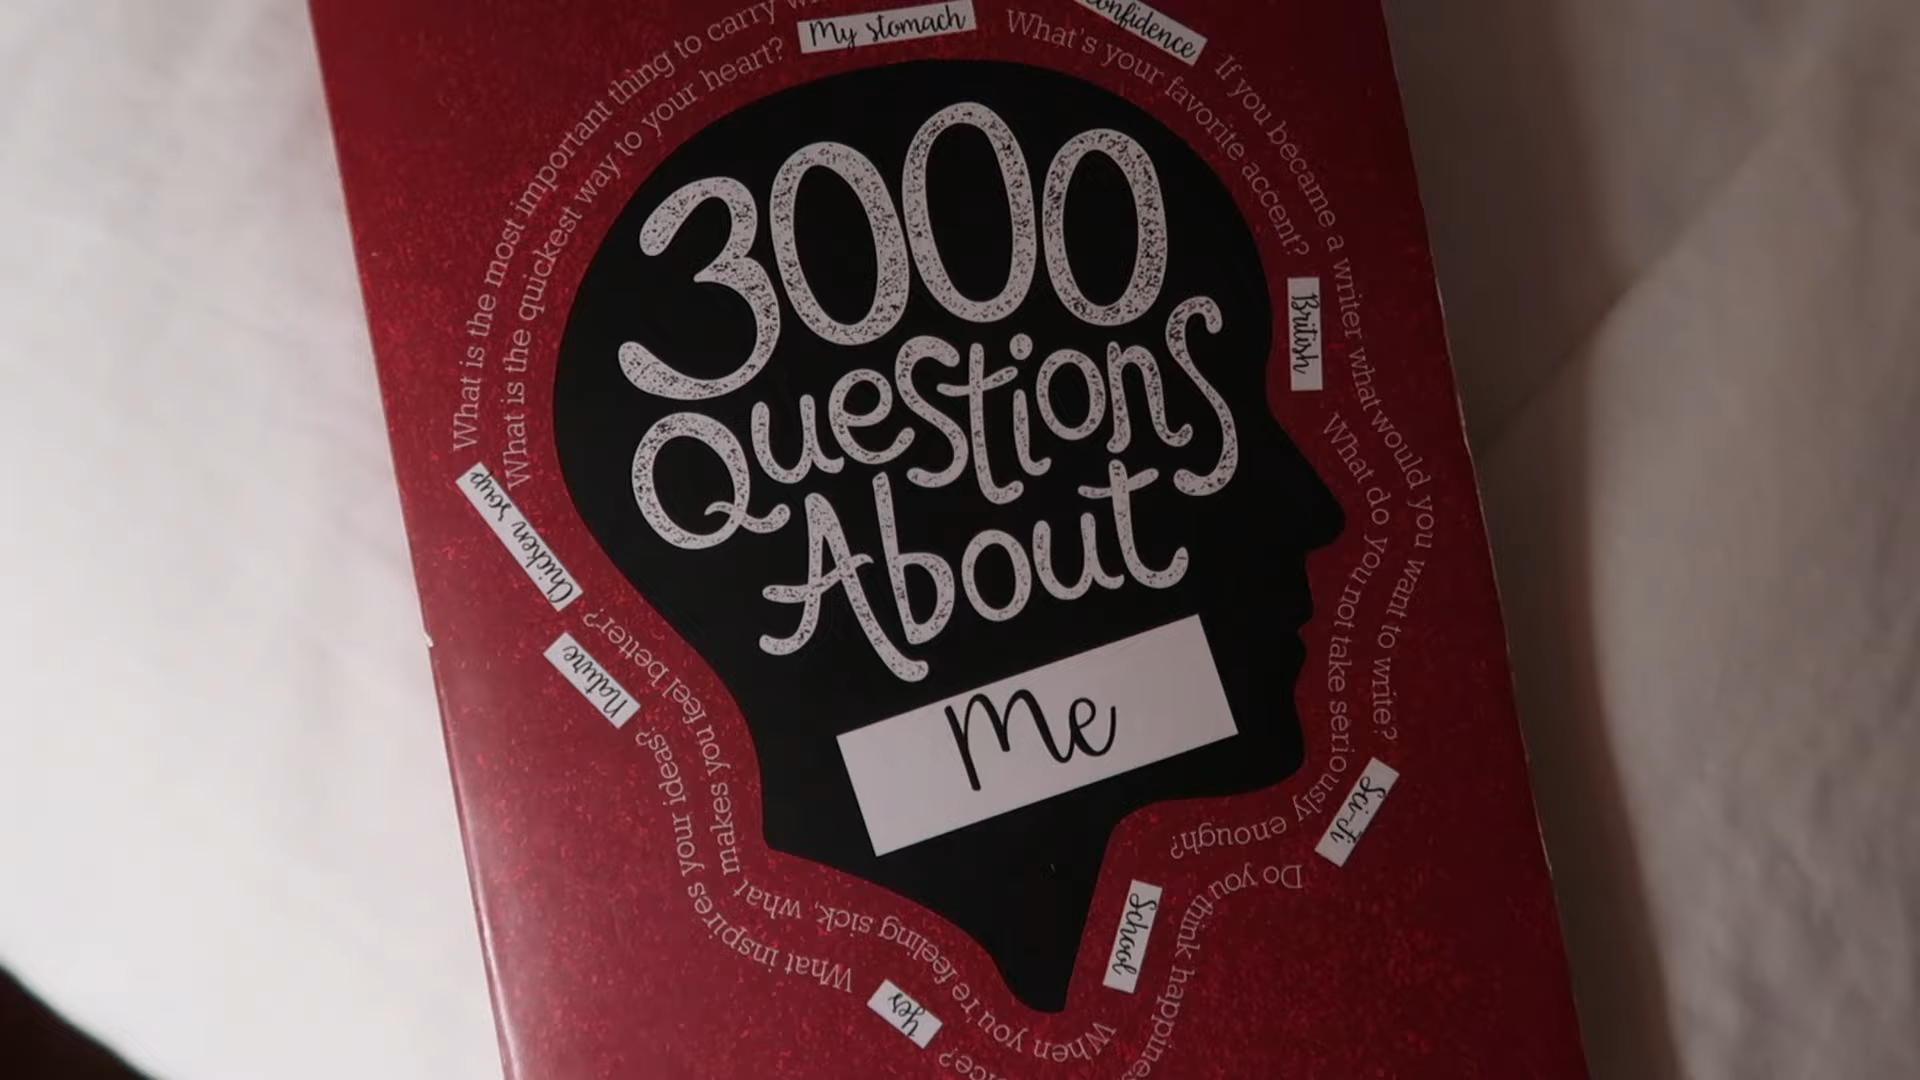 3000
Questions
About
Me
What is the most important thing to carry
What is the quickest way to your heart?
My stomach
What's your favorite accent?
British
If you became a writer what would you want to write?
Sci-fi
What do you not take seriously enough?
School
Do you think
When you're feeling sick, what makes you feel better?
Chicken soup
What inspires your ideas?
Nature
Yes